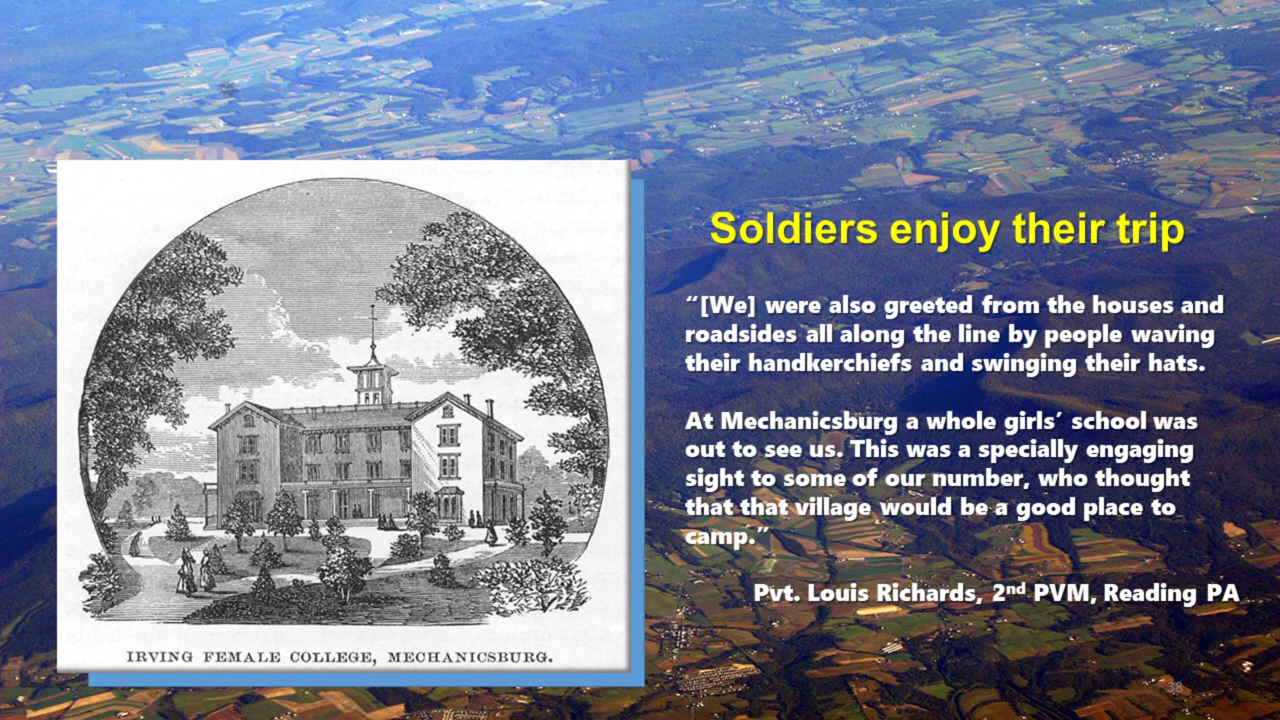 Soldiers enjoy their trip
“[We] were also greeted from the houses and
roadsides all along the line by people waving
their handkerchiefs and swinging their hats.
At Mechanicsburg a whole girls’ school was
out to see us. This was a specially engaging
sight to some of our number, who thought
that that village would be a good place to
camp.”
Pvt. Louis Richards, 2nd PVM, Reading PA
IRVING FEMALE COLLEGE, MECHANICSBURG.
38